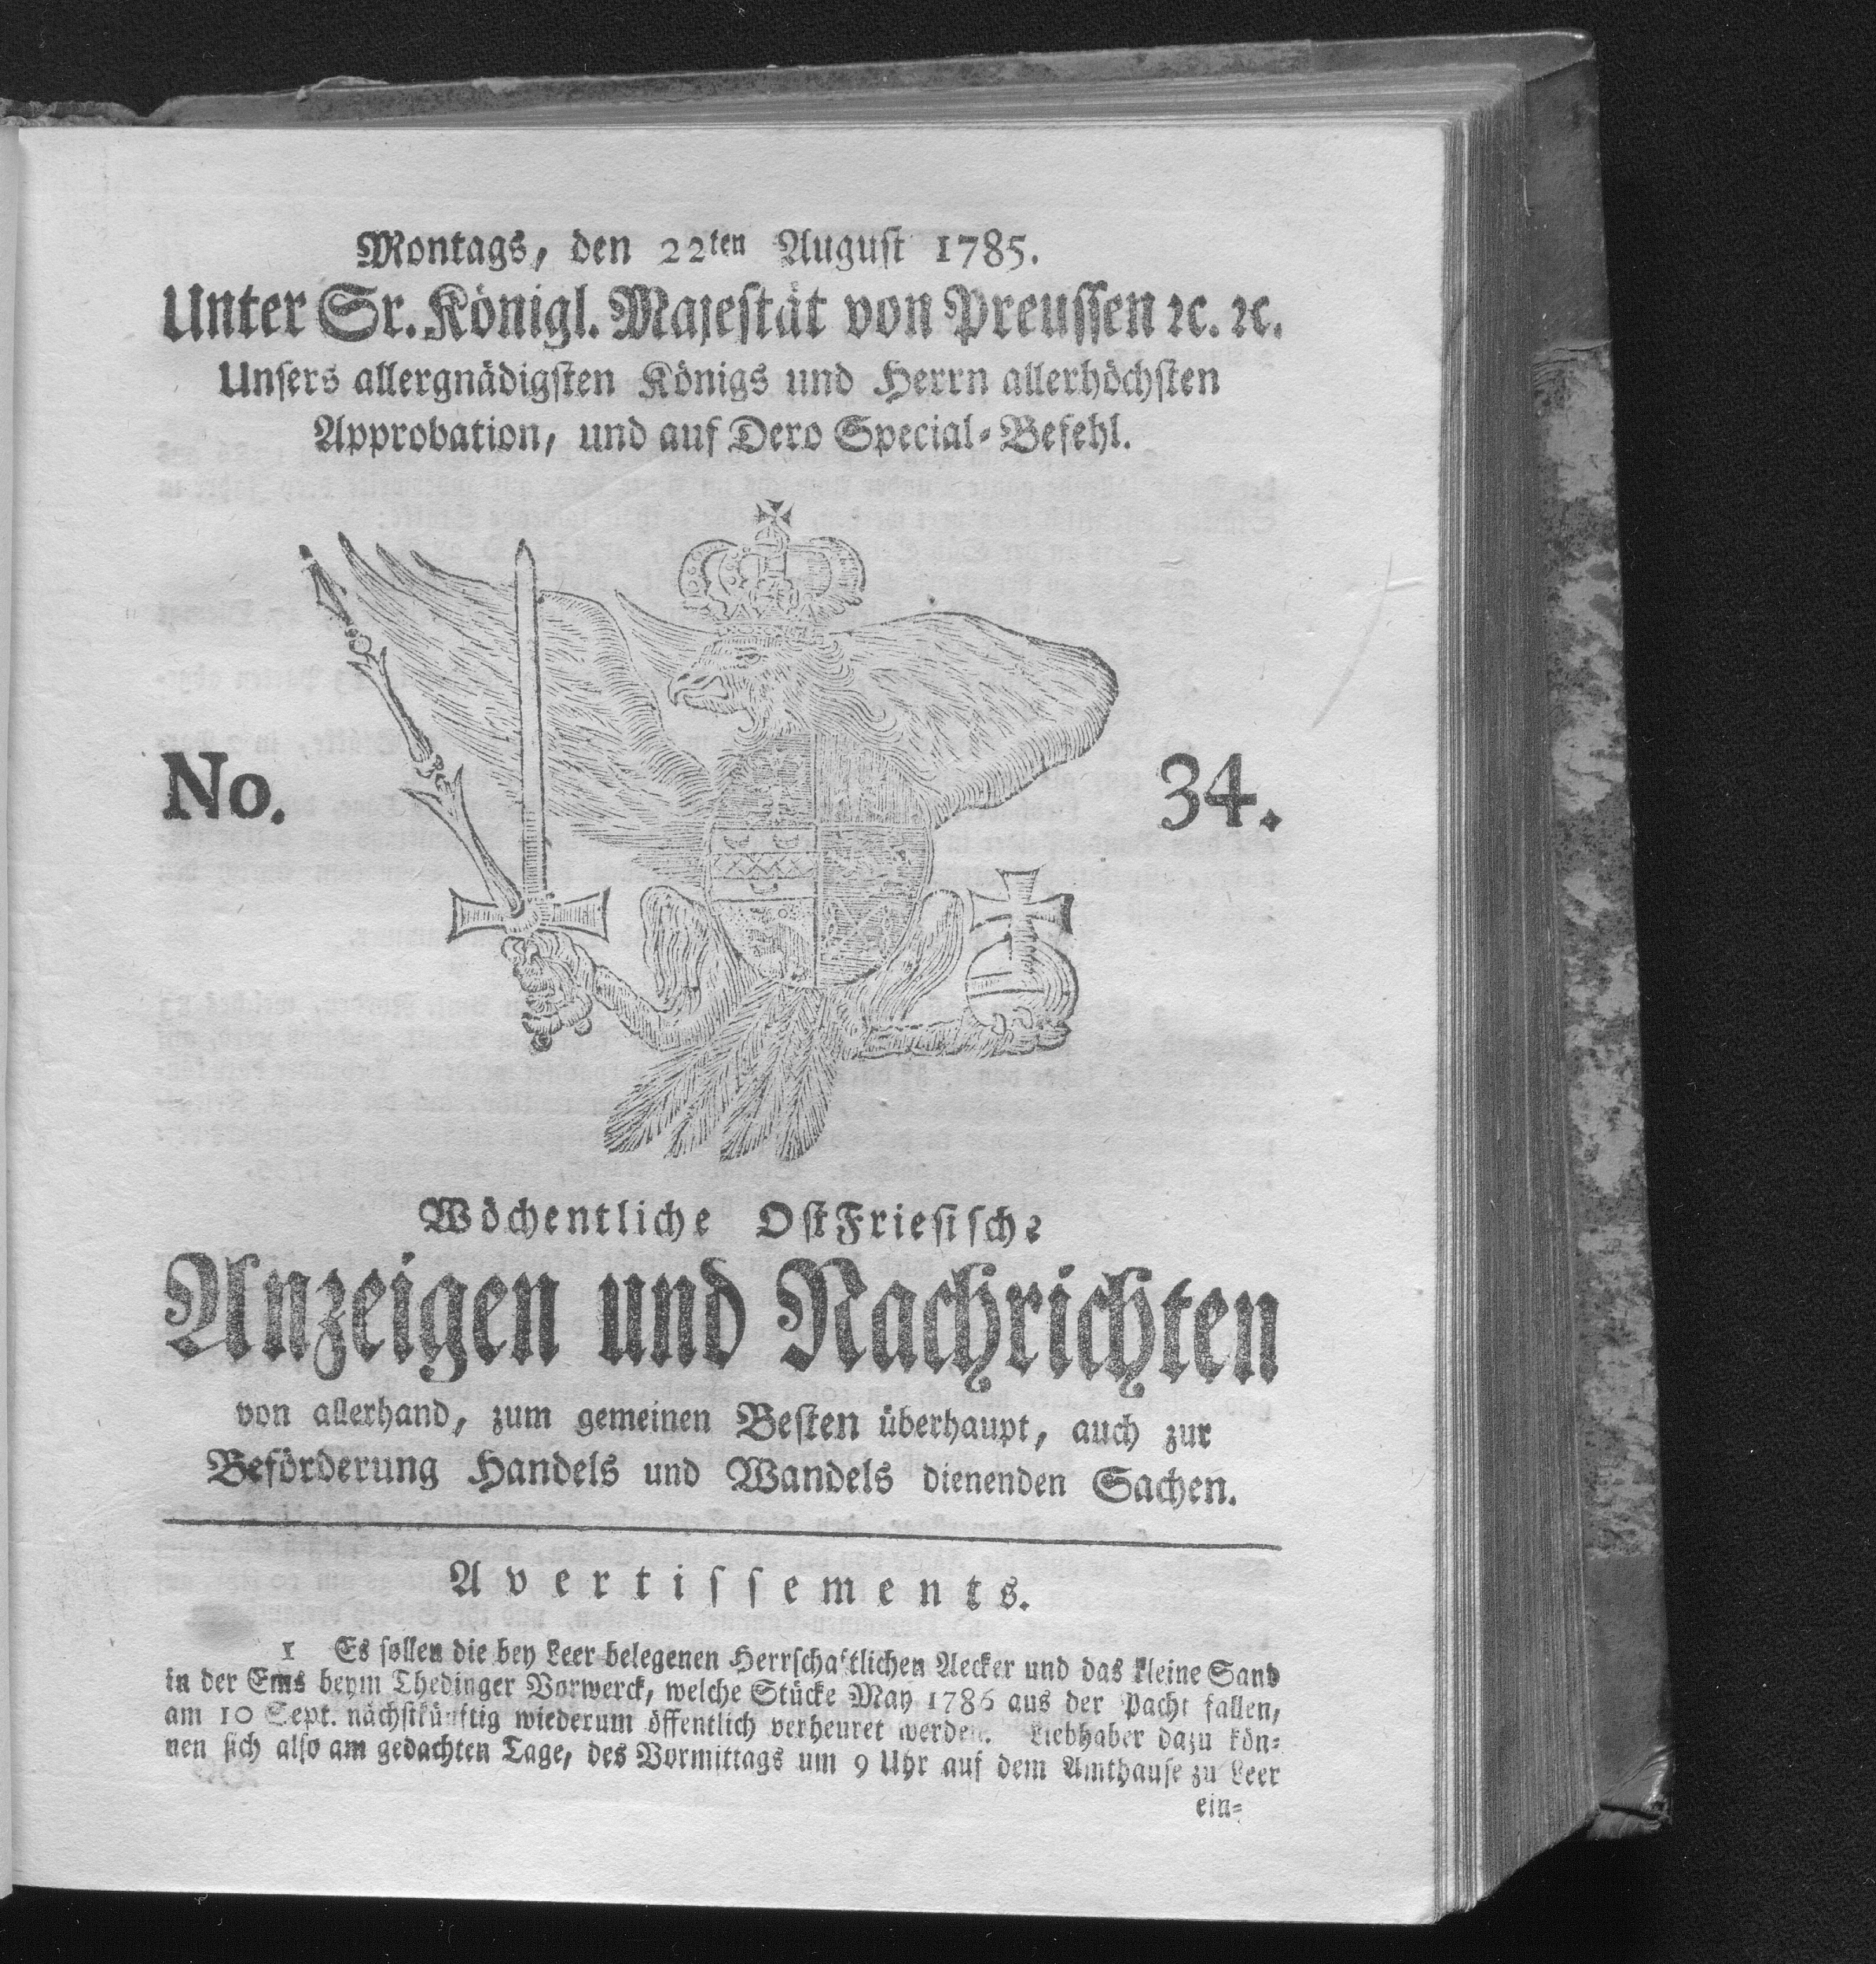 Montags, den 22ten August 1785.
Unter Sr. Königl. Majestät von Preussen ꝛc. ꝛc.
Unsers allergnädigsten Königs und Herrn allerhöchsten
Approbation, und auf Dero Special-Befehl.
No. 34.
Wöchentliche OstFriesische
Anzeigen und Nachrichten
von allerhand, zum gemeinen Besten überhaupt, auch zur
Beförderung Handels und Wandels dienenden Sachen.
Avertissements.
1 Es sollen die bey Leer belegenen Herrschaftlichen Aecker und das kleine Sand
in der Ems beym Thedinger Vorwerck, welche Stücke May 1786 aus der Pacht fallen,
am 10 Sept. nächstkünftig wiederum öffentlich verheuret werden. Liebhaber dazu kön-
nen sich also am gedachten Tage, des Vormittags um 9 Uhr auf dem Amthause zu Leer
ein-